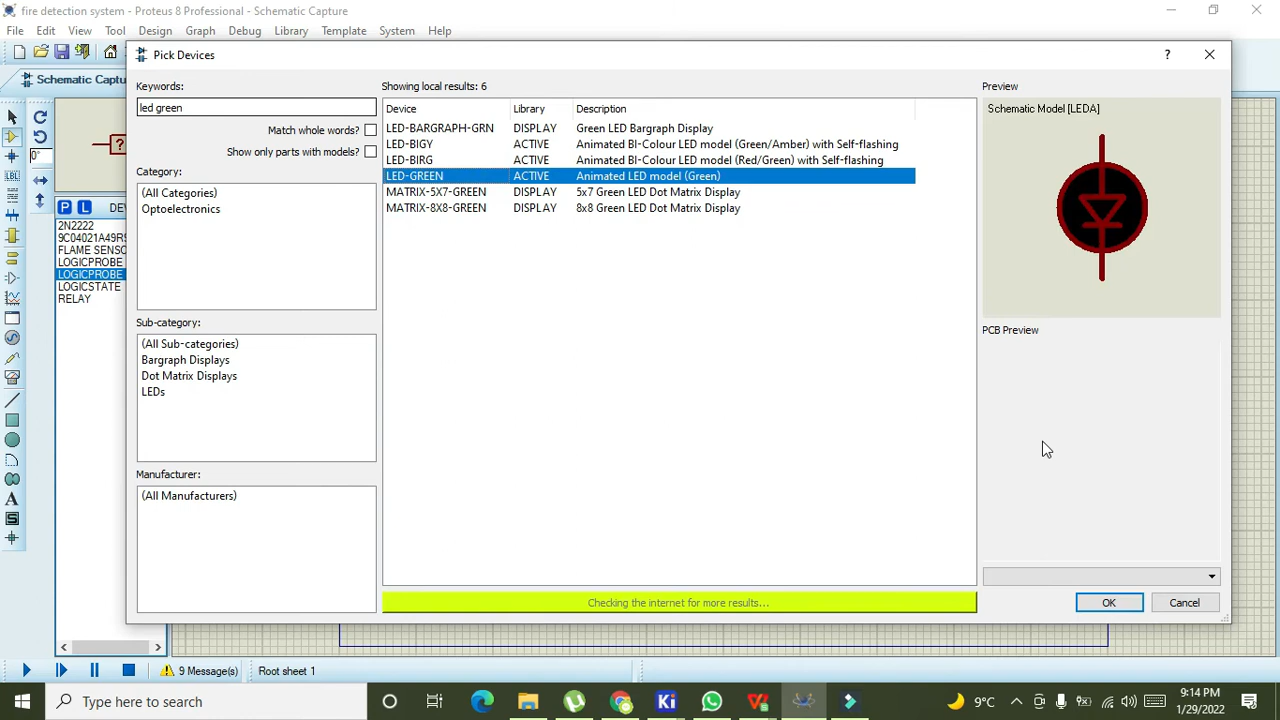 fire detection system - Proteus 8 Professional - Schematic Capture
File Edit View Tool Design Graph Debug Library Template System Help
Schematic Captu
Pick Devices
?
Keywords:
led green
Match whole words?
Show only parts with models?
Category:
(All Categories)
Optoelectronics
Sub-category:
(All Sub-categories)
Bargraph Displays
Dot Matrix Displays
LEDs
Manufacturer:
(All Manufacturers)
Showing local results: 6
Device Library Description
LED-BARGRAPH-GRN DISPLAY Green LED Bargraph Display
LED-BIGY ACTIVE Animated BI-Colour LED model (Green/Amber) with Self-flashing
LED-BIRG ACTIVE Animated BI-Colour LED model (Red/Green) with Self-flashing
LED-GREEN ACTIVE Animated LED model (Green)
MATRIX-5X7-GREEN DISPLAY 5x7 Green LED Dot Matrix Display
MATRIX-8X8-GREEN DISPLAY 8x8 Green LED Dot Matrix Display
Checking the internet for more results...
Preview
Schematic Model [LEDA]
PCB Preview
OK Cancel
0°
?
P L DEV
2N2222
9C04021A49R9
FLAME SENSO
LOGICPROBE
LOGICPROBE
LOGICSTATE
RELAY
LBL
A
S
9 Message(s) Root sheet 1
Type here to search
Ki
9°C
9:14 PM
1/29/2022